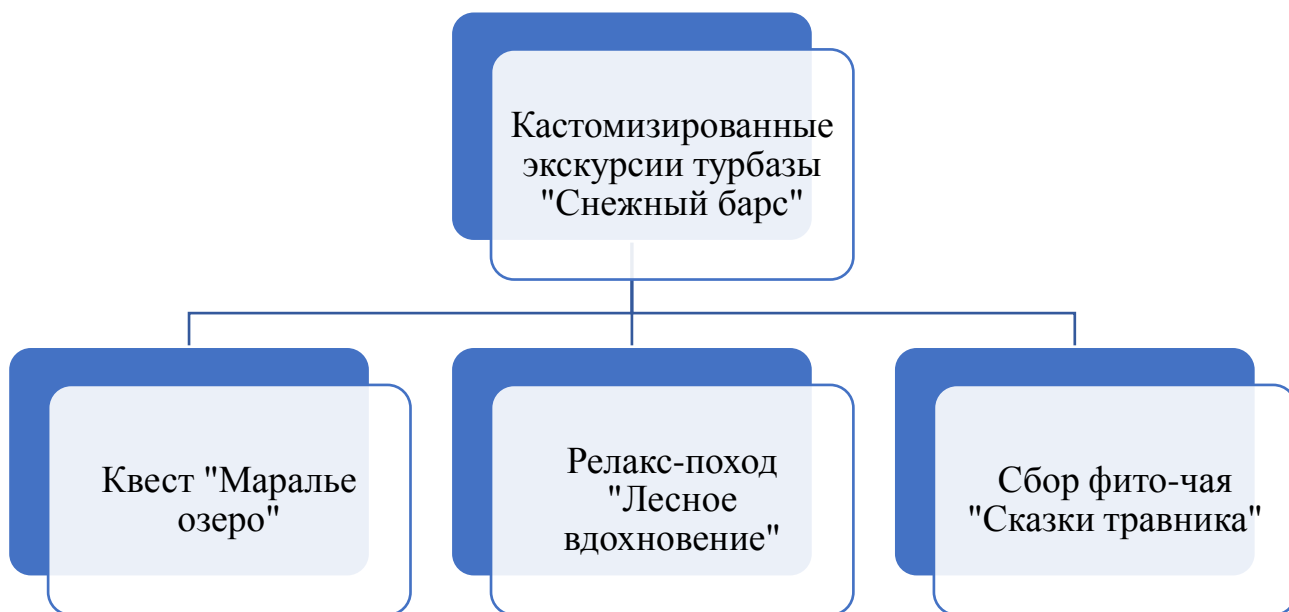 Кастомизированные
экскурсии турбазы
"Снежный барс"
Квест "Маралье
озеро"
Релакс-поход
"Лесное
вдохновение"
Сбор фито-чая
"Сказки травника"